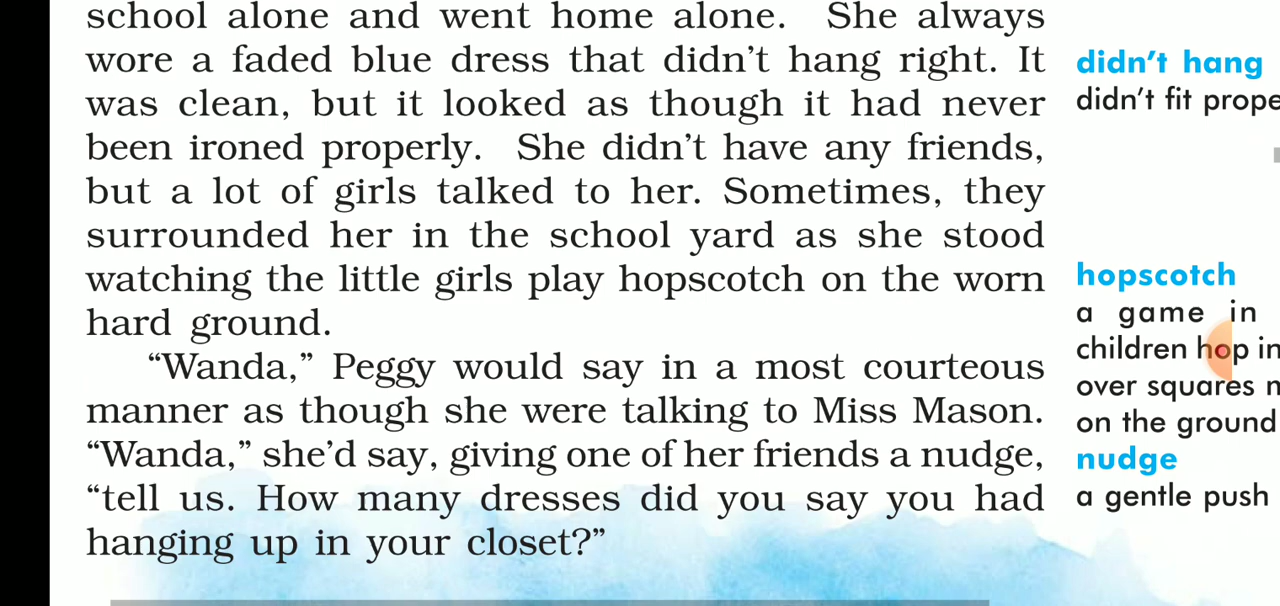 school alone and went home alone. She always
wore a faded blue dress that didn't hang right. It
was clean, but it looked as though it had never
been ironed properly. She didn't have any friends,
but a lot of girls talked to her. Sometimes, they
surrounded her in the school yard as she stood
watching the little girls play hopscotch on the worn
hard ground.
“Wanda,” Peggy would say in a most courteous
manner as though she were talking to Miss Mason.
“Wanda,” she'd say, giving one of her friends a nudge,
“tell us. How many dresses did you say you had
hanging up in your closet?”
didn't hang
didn't fit prope
hopscotch
a game in
children hop in
over squares
on the ground
nudge
a gentle push